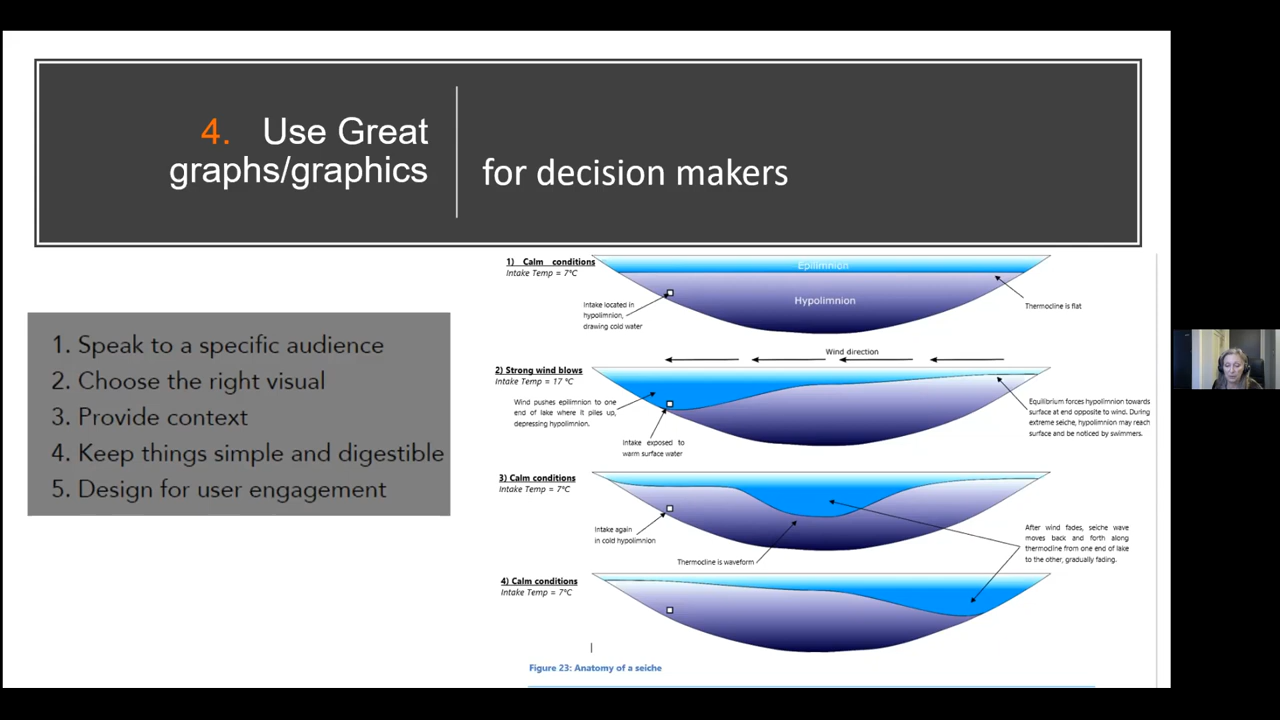 4. Use Great
graphs/graphics
for decision makers
1. Speak to a specific audience
2. Choose the right visual
3. Provide context
4. Keep things simple and digestible
5. Design for user engagement
1) Calm conditions
Intake Temp = 7°C
Epilimnion
Hypolimnion
Intake located in
hypolimnion,
drawing cold water
Thermocline is flat
Wind direction
2) Strong wind blows
Intake Temp = 17 °C
Wind pushes epilimnion to one
end of lake where it piles up,
depressing hypolimnion.
Intake exposed to
warm surface water
Equilibrium forces hypolimnion towards
surface at end opposite to wind. During
extreme seiche, hypolimnion may reach
surface and be noticed by swimmers.
3) Calm conditions
Intake Temp = 7°C
Intake again
in cold hypolimnion
Thermocline is waveform
After wind fades, seiche wave
moves back and forth along
thermocline from one end of lake
to the other, gradually fading.
4) Calm conditions
Intake Temp = 7°C
Figure 23: Anatomy of a seiche